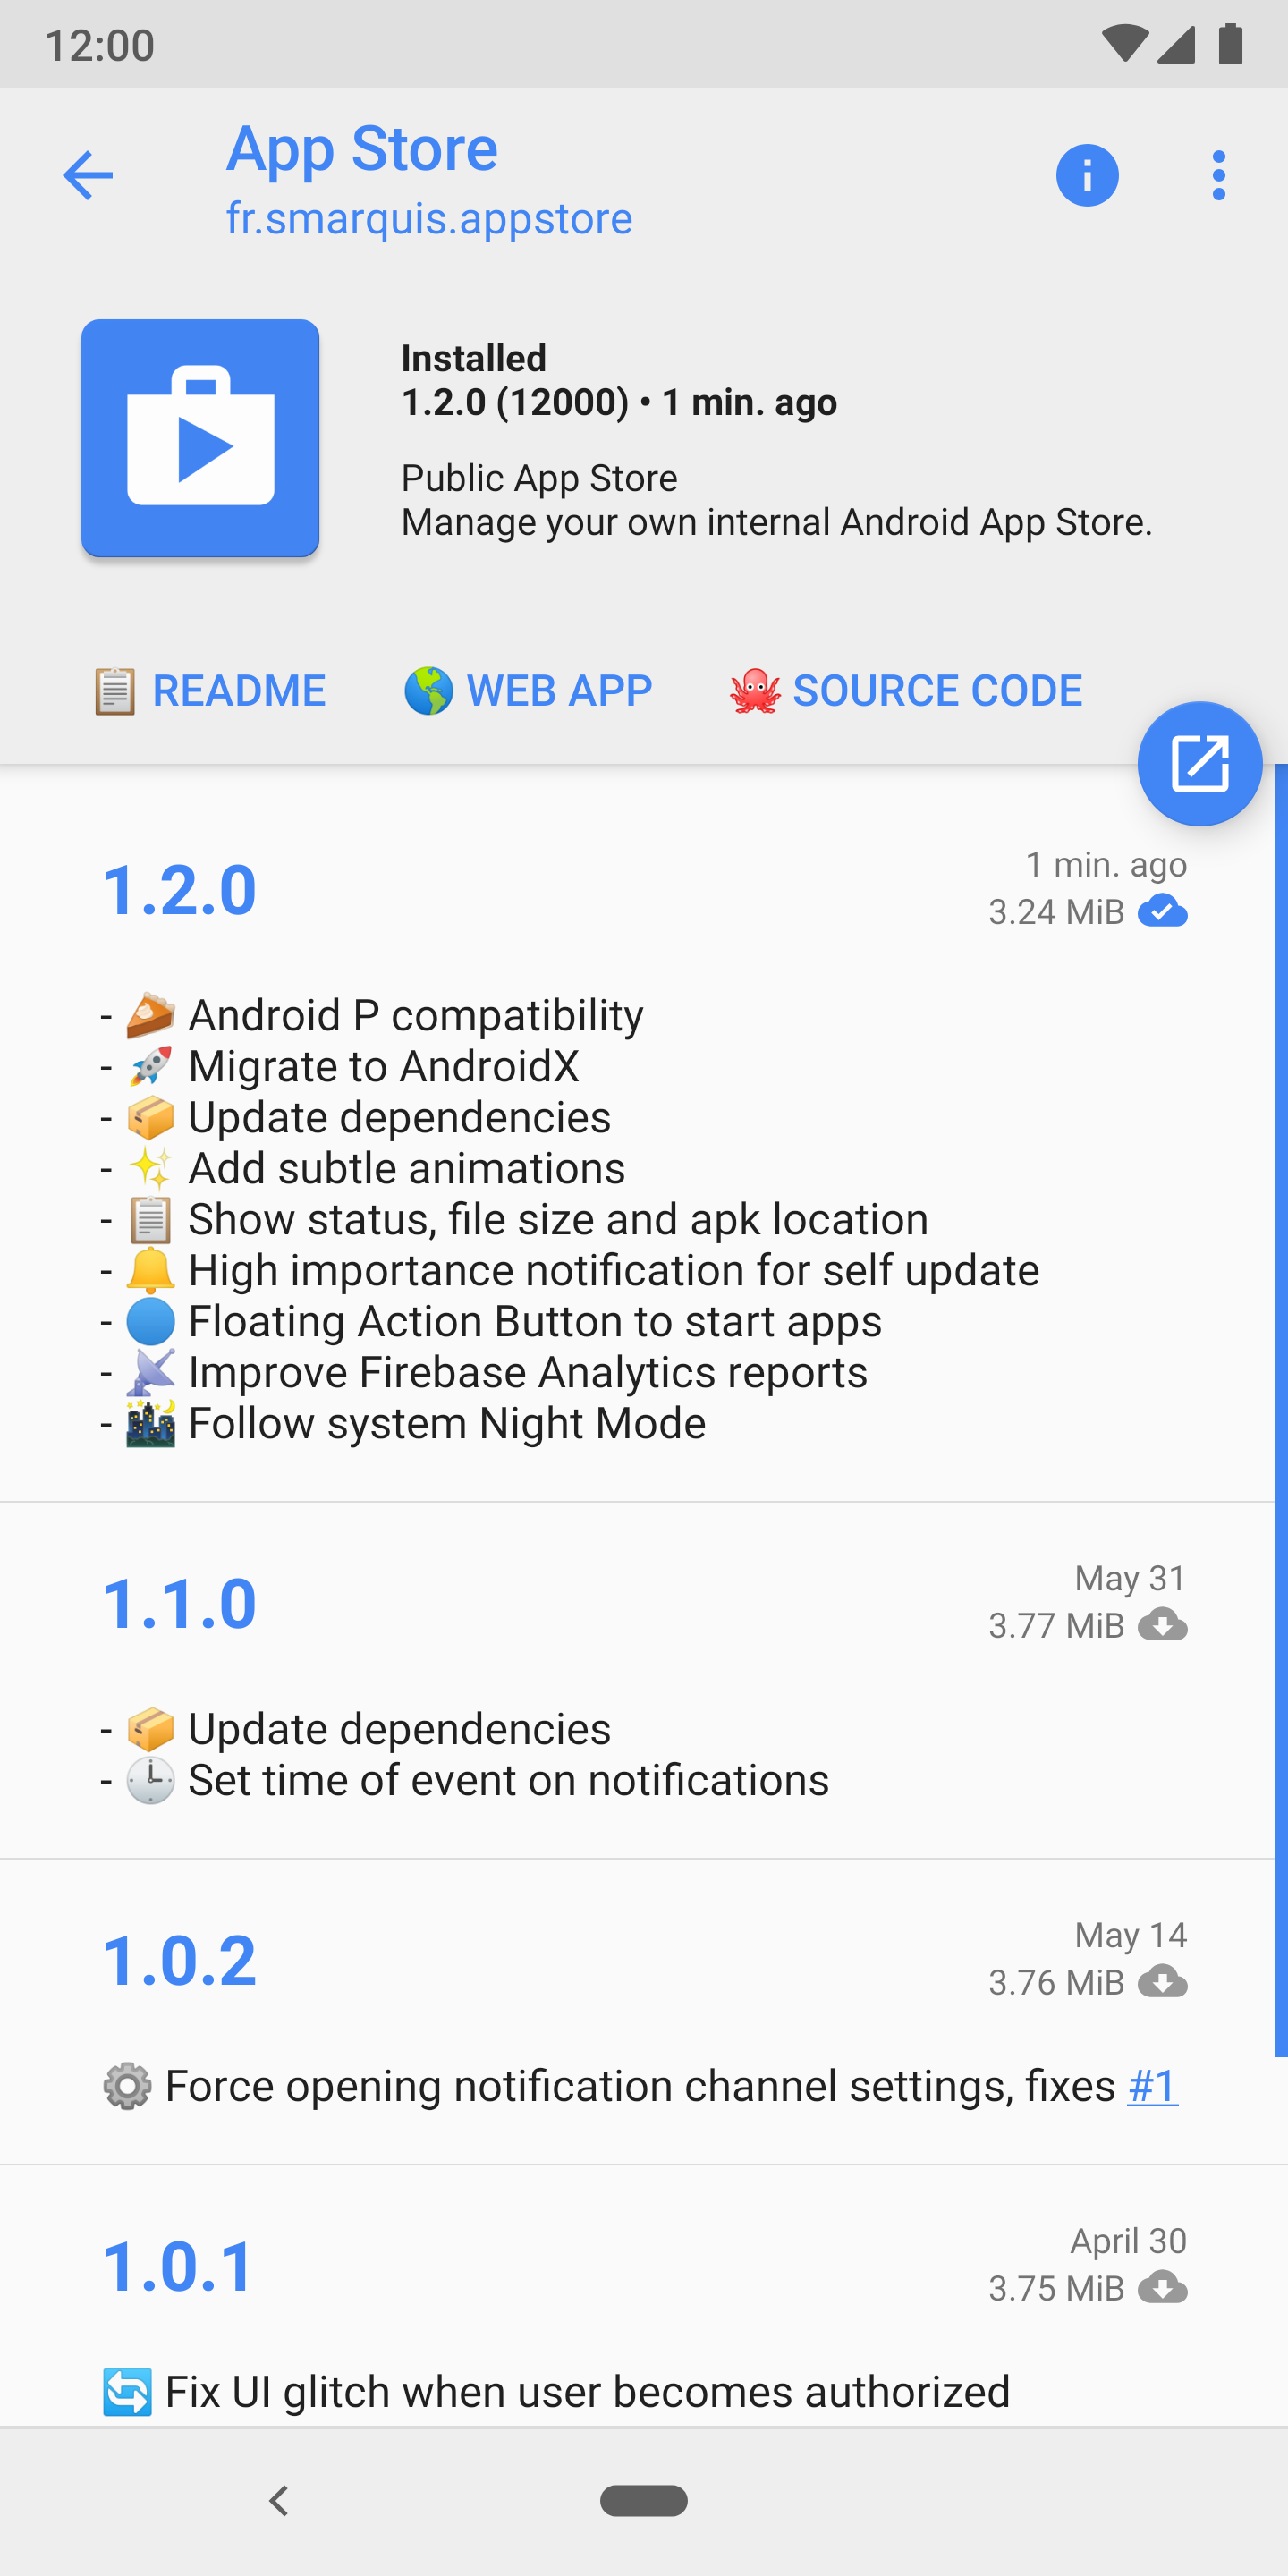 12:00
App Store
fr.smarquis.appstore
Installed
1.2.0 (12000) • 1 min. ago
Public App Store
Manage your own internal Android App Store.
📋 README 🌎 WEB APP 🐙 SOURCE CODE
1.2.0
1 min. ago
3.24 MiB
- 🥧 Android P compatibility
- 🚀 Migrate to AndroidX
- 📦 Update dependencies
- ✨ Add subtle animations
- 📋 Show status, file size and apk location
- 🔔 High importance notification for self update
- 🔵 Floating Action Button to start apps
- 📡 Improve Firebase Analytics reports
- 🌃 Follow system Night Mode
1.1.0
May 31
3.77 MiB
- 📦 Update dependencies
- 🕒 Set time of event on notifications
1.0.2
May 14
3.76 MiB
⚙️ Force opening notification channel settings, fixes #1
1.0.1
April 30
3.75 MiB
🔄 Fix UI glitch when user becomes authorized